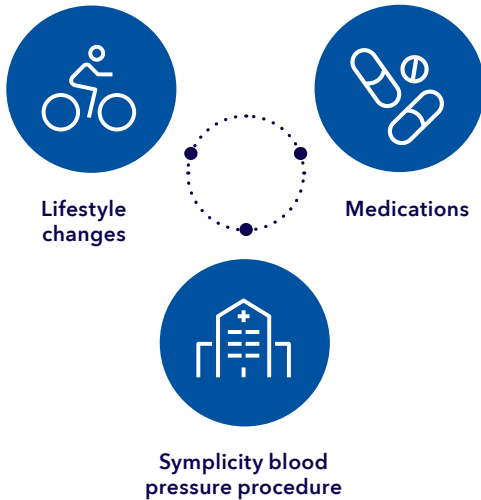 Lifestyle
changes
Medications
Symplicity blood
pressure procedure